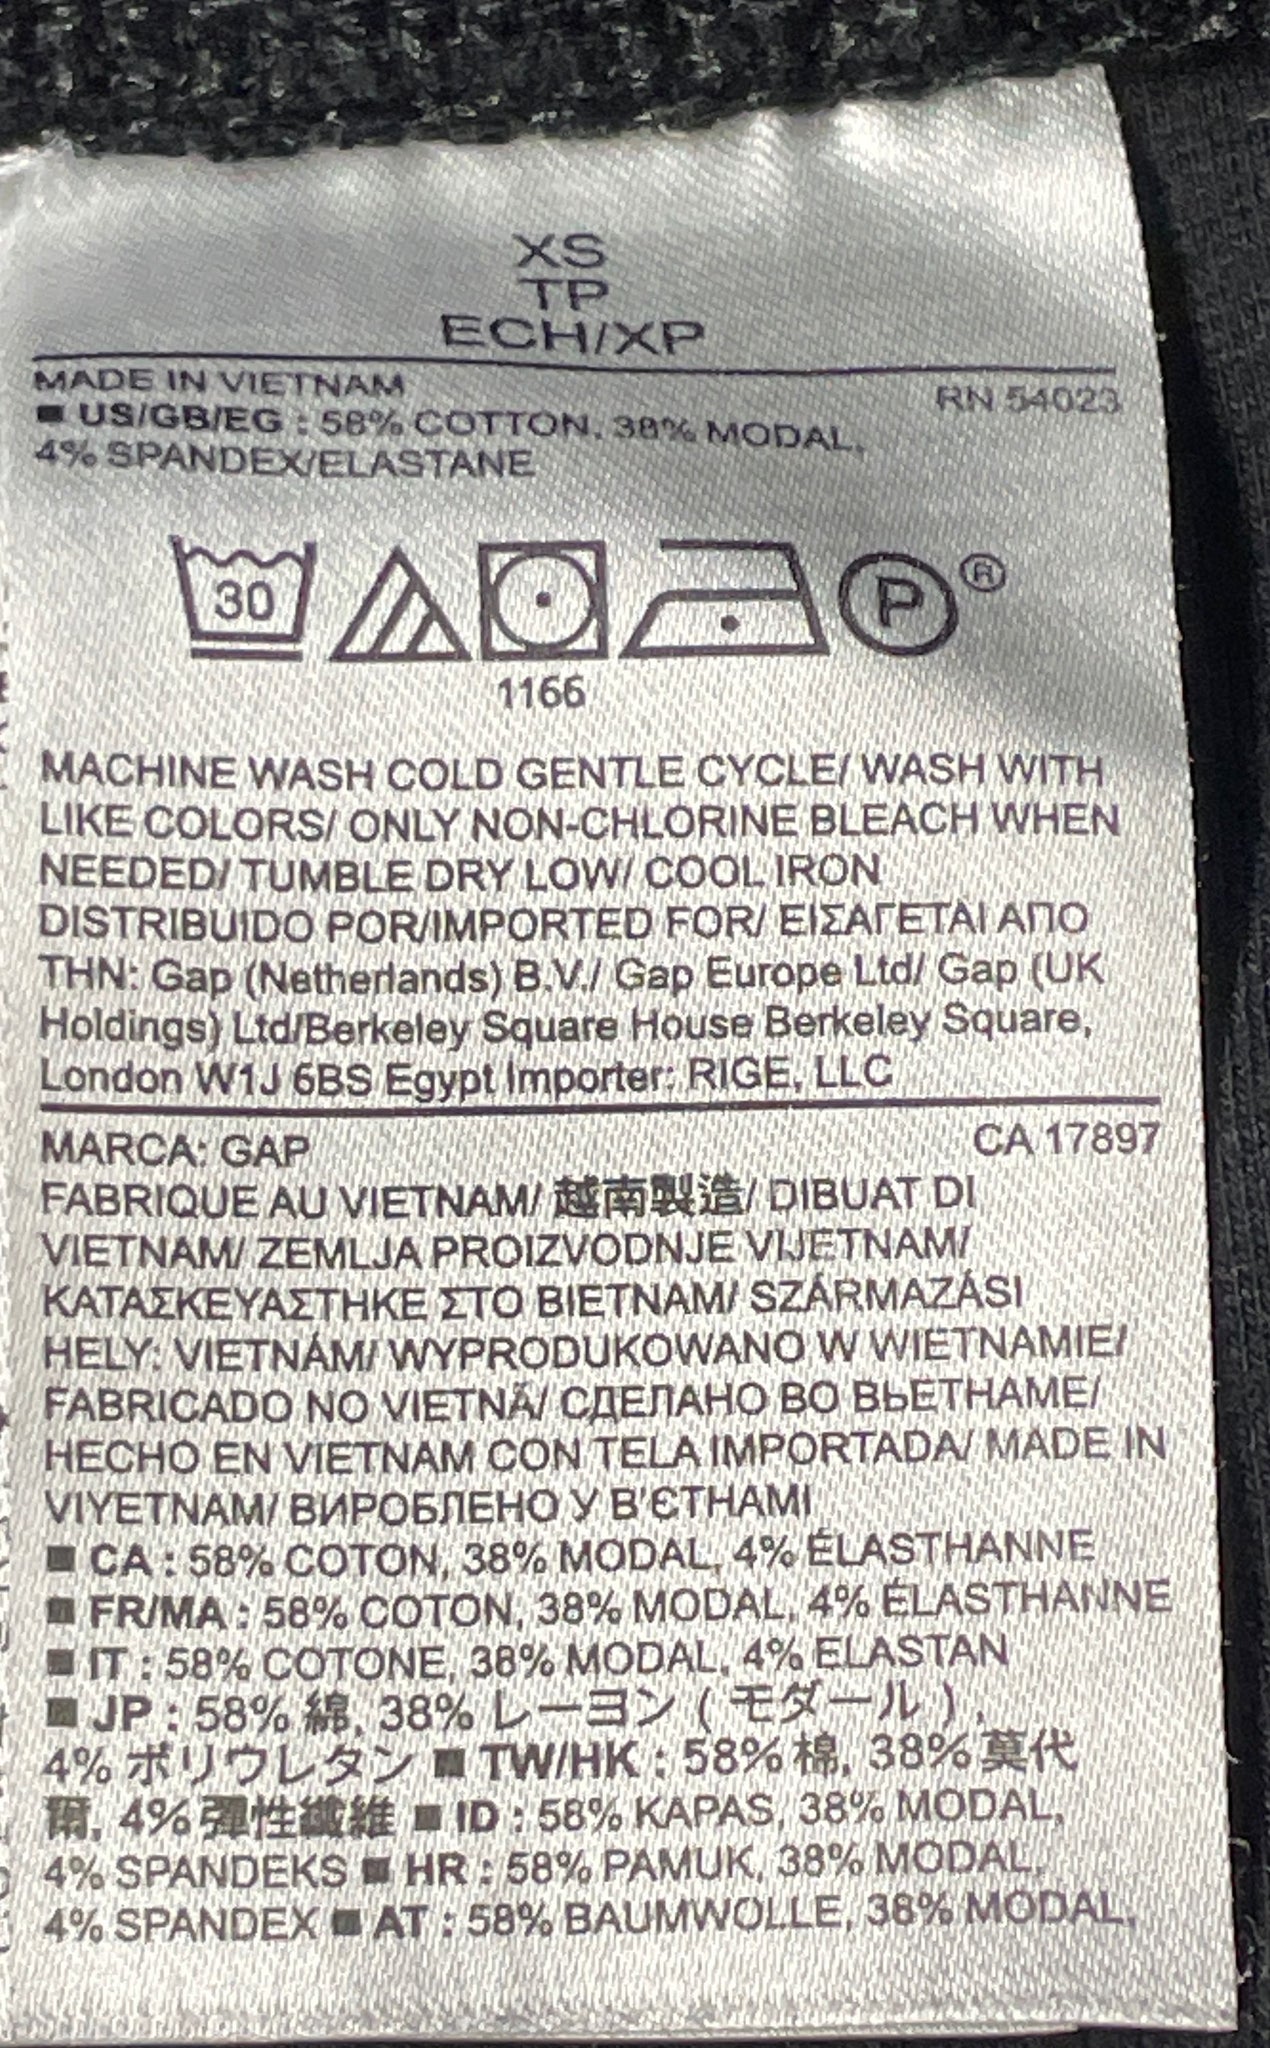 XS
TP
ECH/XP
MADE IN VIETNAM
RN 54023
■ US/GB/EG : 58% COTTON, 38% MODAL,
4% SPANDEX/ELASTANE
30
P ®
1166
MACHINE WASH COLD GENTLE CYCLE/ WASH WITH
LIKE COLORS/ ONLY NON-CHLORINE BLEACH WHEN
NEEDED/ TUMBLE DRY LOW/ COOL IRON
DISTRIBUIDO POR/IMPORTED FOR/ ΕΙΣΑΓΕΤΑΙ ΑΠΟ
ΤΗΝ: Gap (Netherlands) B.V./ Gap Europe Ltd/ Gap (UK
Holdings) Ltd/Berkeley Square House Berkeley Square,
London W1J 6BS Egypt Importer: RIGE, LLC
MARCA: GAP
CA 17897
FABRIQUE AU VIETNAM/ 越南製造/ DIBUAT DI
VIETNAM/ ZEMLJA PROIZVODNJE VIJETNAM/
ΚΑΤΑΣΚΕΥΑΣΤΗΚΕ ΣΤΟ ΒΙΕΤΝΑΜ/ SZÁRMAZÁSI
HELY: VIETNÁM/ WYPRODUKOWANO W WIETNAMIE/
FABRICADO NO VIETNÃ/ СДЕЛАНО ВО ВЬЕТНАМЕ/
HECHO EN VIETNAM CON TELA IMPORTADA/ MADE IN
VIYETNAM/ ВИРОБЛЕНО У В'ЄТНАМІ
■ CA : 58% COTON, 38% MODAL, 4% ÉLASTHANNE
■ FR/MA : 58% COTON, 38% MODAL, 4% ÉLASTHANNE
■ IT : 58% COTONE, 38% MODAL, 4% ELASTAN
■ JP : 58% 綿, 38% レーヨン ( モダール ),
4% ポリウレタン ■ TW/HK : 58% 棉, 38% 莫代
爾, 4% 彈性纖維 ■ ID : 58% KAPAS, 38% MODAL,
4% SPANDEKS ■ HR : 58% PAMUK, 38% MODAL,
4% SPANDEX ■ AT : 58% BAUMWOLLE, 38% MODAL,